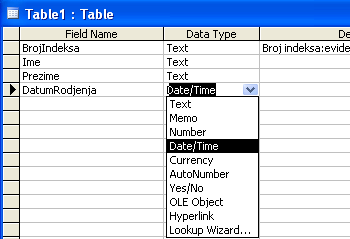 Table1 : Table
Field Name Data Type De
BrojIndeksa Text Broj indeksa:evide
Ime Text
Prezime Text
DatumRodjenja Date/Time
Text
Memo
Number
Date/Time
Currency
AutoNumber
Yes/No
OLE Object
Hyperlink
Lookup Wizard...